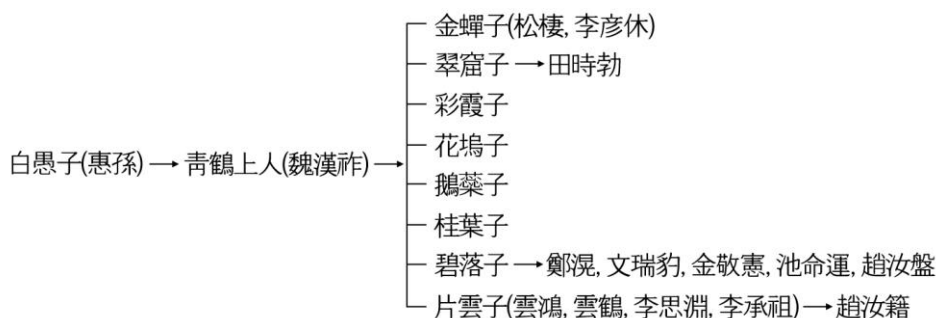 金蟬子(松棲, 李彦休)
翠窟子 → 田時勃
彩霞子
花塢子
白愚子(惠孫) → 靑鶴上人(魏漢祚) →
鵝蘂子
桂葉子
碧落子 → 鄭滉, 文瑞豹, 金敬憲, 池命運, 趙汝盤
片雲子(雲鴻, 雲鶴, 李思淵, 李承祖) → 趙汝籍